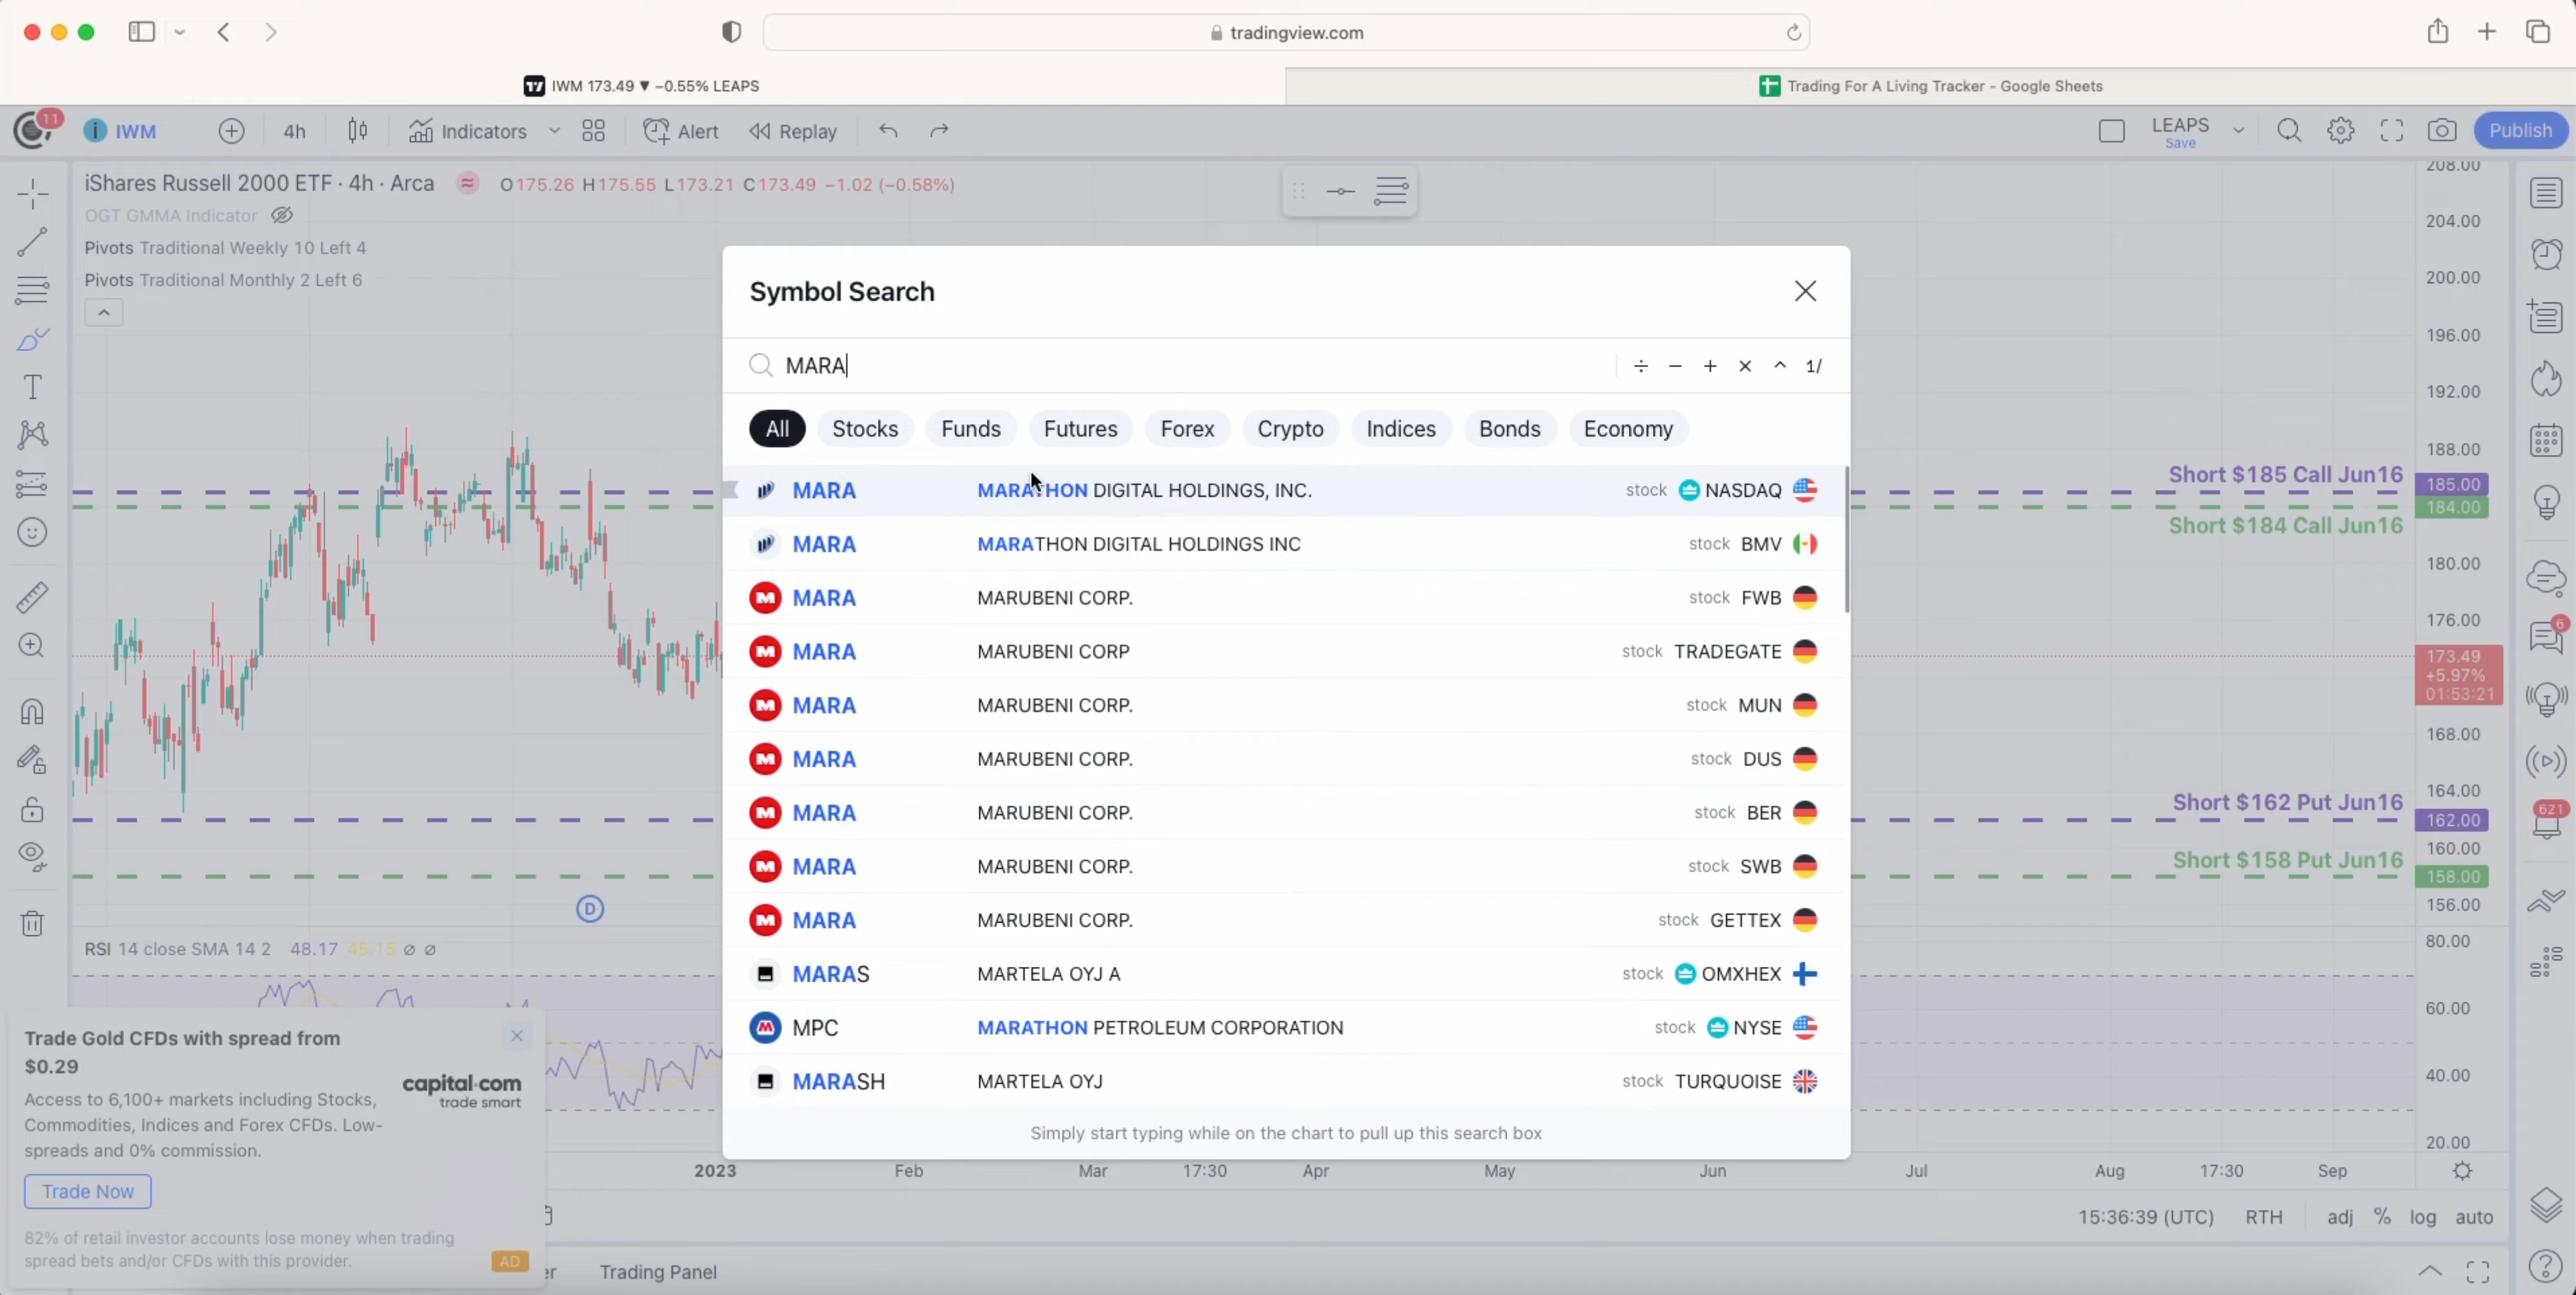 tradingview.com
IWM 173.49 ▼ −0.55% LEAPS
Trading For A Living Tracker - Google Sheets
11
IWM
4h
Indicators
Alert
Replay
LEAPS
Save
Publish
iShares Russell 2000 ETF · 4h · Arca
O175.26 H175.55 L173.21 C173.49 −1.02 (−0.58%)
OGT GMMA Indicator
Pivots Traditional Weekly 10 Left 4
Pivots Traditional Monthly 2 Left 6
Symbol Search
MARA
÷ − + × ^ 1/
All Stocks Funds Futures Forex Crypto Indices Bonds Economy
MARA MARATHON DIGITAL HOLDINGS, INC. stock NASDAQ
MARA MARATHON DIGITAL HOLDINGS INC stock BMV
MARA MARUBENI CORP. stock FWB
MARA MARUBENI CORP stock TRADEGATE
MARA MARUBENI CORP. stock MUN
MARA MARUBENI CORP. stock DUS
MARA MARUBENI CORP. stock BER
MARA MARUBENI CORP. stock SWB
MARA MARUBENI CORP. stock GETTEX
MARAS MARTELA OYJ A stock OMXHEX
MPC MARATHON PETROLEUM CORPORATION stock NYSE
MARASH MARTELA OYJ stock TURQUOISE
Simply start typing while on the chart to pull up this search box
Short $185 Call Jun16
Short $184 Call Jun16
Short $162 Put Jun16
Short $158 Put Jun16
208.00
204.00
200.00
196.00
192.00
188.00
185.00
184.00
180.00
176.00
173.49
+5.97%
01:53:21
168.00
164.00
162.00
160.00
158.00
156.00
80.00
60.00
40.00
20.00
6
621
D
RSI 14 close SMA 14 2 48.17 45.15 ∅ ∅
Trade Gold CFDs with spread from
$0.29
capital.com
trade smart
Access to 6,100+ markets including Stocks,
Commodities, Indices and Forex CFDs. Low-
spreads and 0% commission.
Trade Now
82% of retail investor accounts lose money when trading
spread bets and/or CFDs with this provider.
AD
2023 Feb Mar 17:30 Apr May Jun Jul Aug 17:30 Sep
15:36:39 (UTC) RTH adj % log auto
er
Trading Panel